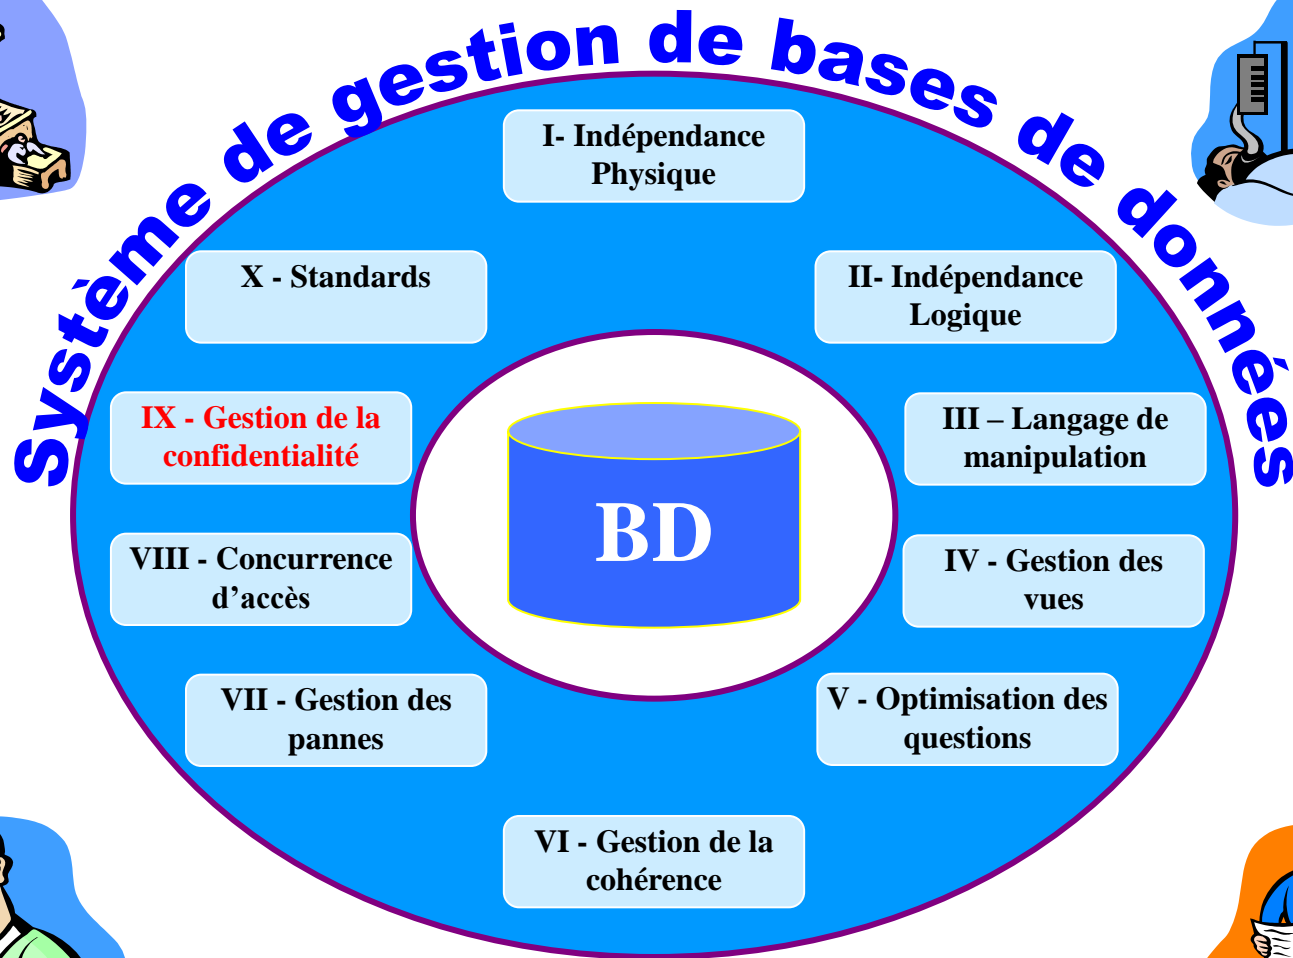 Système de gestion de bases de données
I- Indépendance
Physique
X - Standards
II- Indépendance
Logique
IX - Gestion de la
confidentialité
III – Langage de
manipulation
BD
VIII - Concurrence
d’accès
IV - Gestion des
vues
VII - Gestion des
pannes
V - Optimisation des
questions
VI - Gestion de la
cohérence